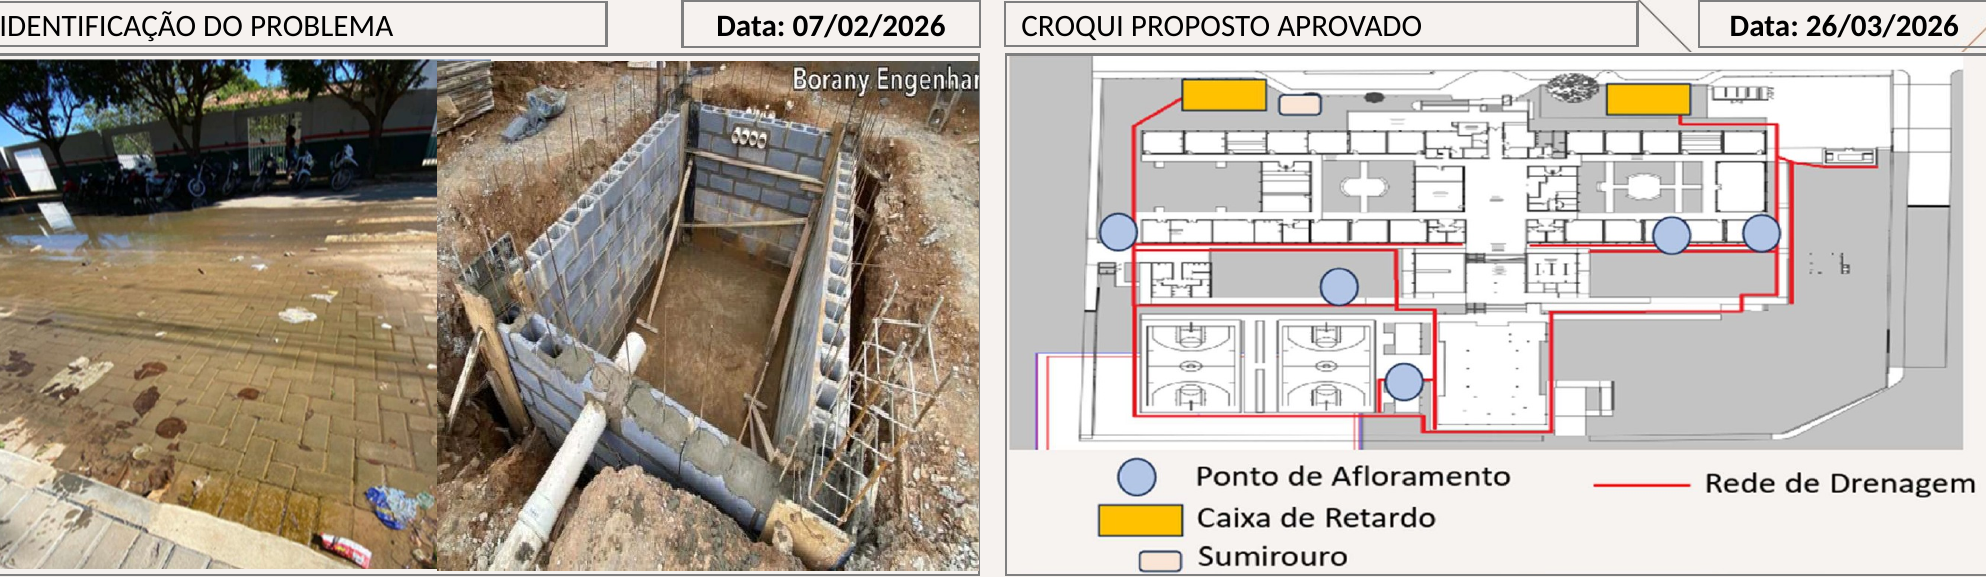 IDENTIFICAÇÃO DO PROBLEMA
Data: 07/02/2026
Borany Engenhar
CROQUI PROPOSTO APROVADO
Data: 26/03/2026
Ponto de Afloramento
Rede de Drenagem
Caixa de Retardo
Sumirouro